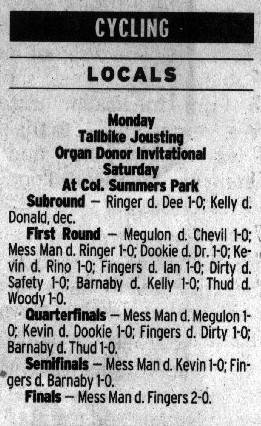 CYCLING
LOCALS
Monday
Tallbike Jousting
Organ Donor Invitational
Saturday
At Col. Summers Park
Subround — Ringer d. Dee 1-0; Kelly d.
Donald, dec.
First Round — Megulon d. Chevil 1-0;
Mess Man d. Ringer 1-0; Dookie d. Dr. 1-0; Ke-
vin d. Rino 1-0; Fingers d. Ian 1-0; Dirty d.
Safety 1-0; Barnaby d. Kelly 1-0; Thud d.
Woody 1-0.
Quarterfinals — Mess Man d. Megulon 1-
0; Kevin d. Dookie 1-0; Fingers d. Dirty 1-0;
Barnaby d. Thud 1-0.
Semifinals — Mess Man d. Kevin 1-0; Fin-
gers d. Barnaby 1-0.
Finals — Mess Man d. Fingers 2-0.